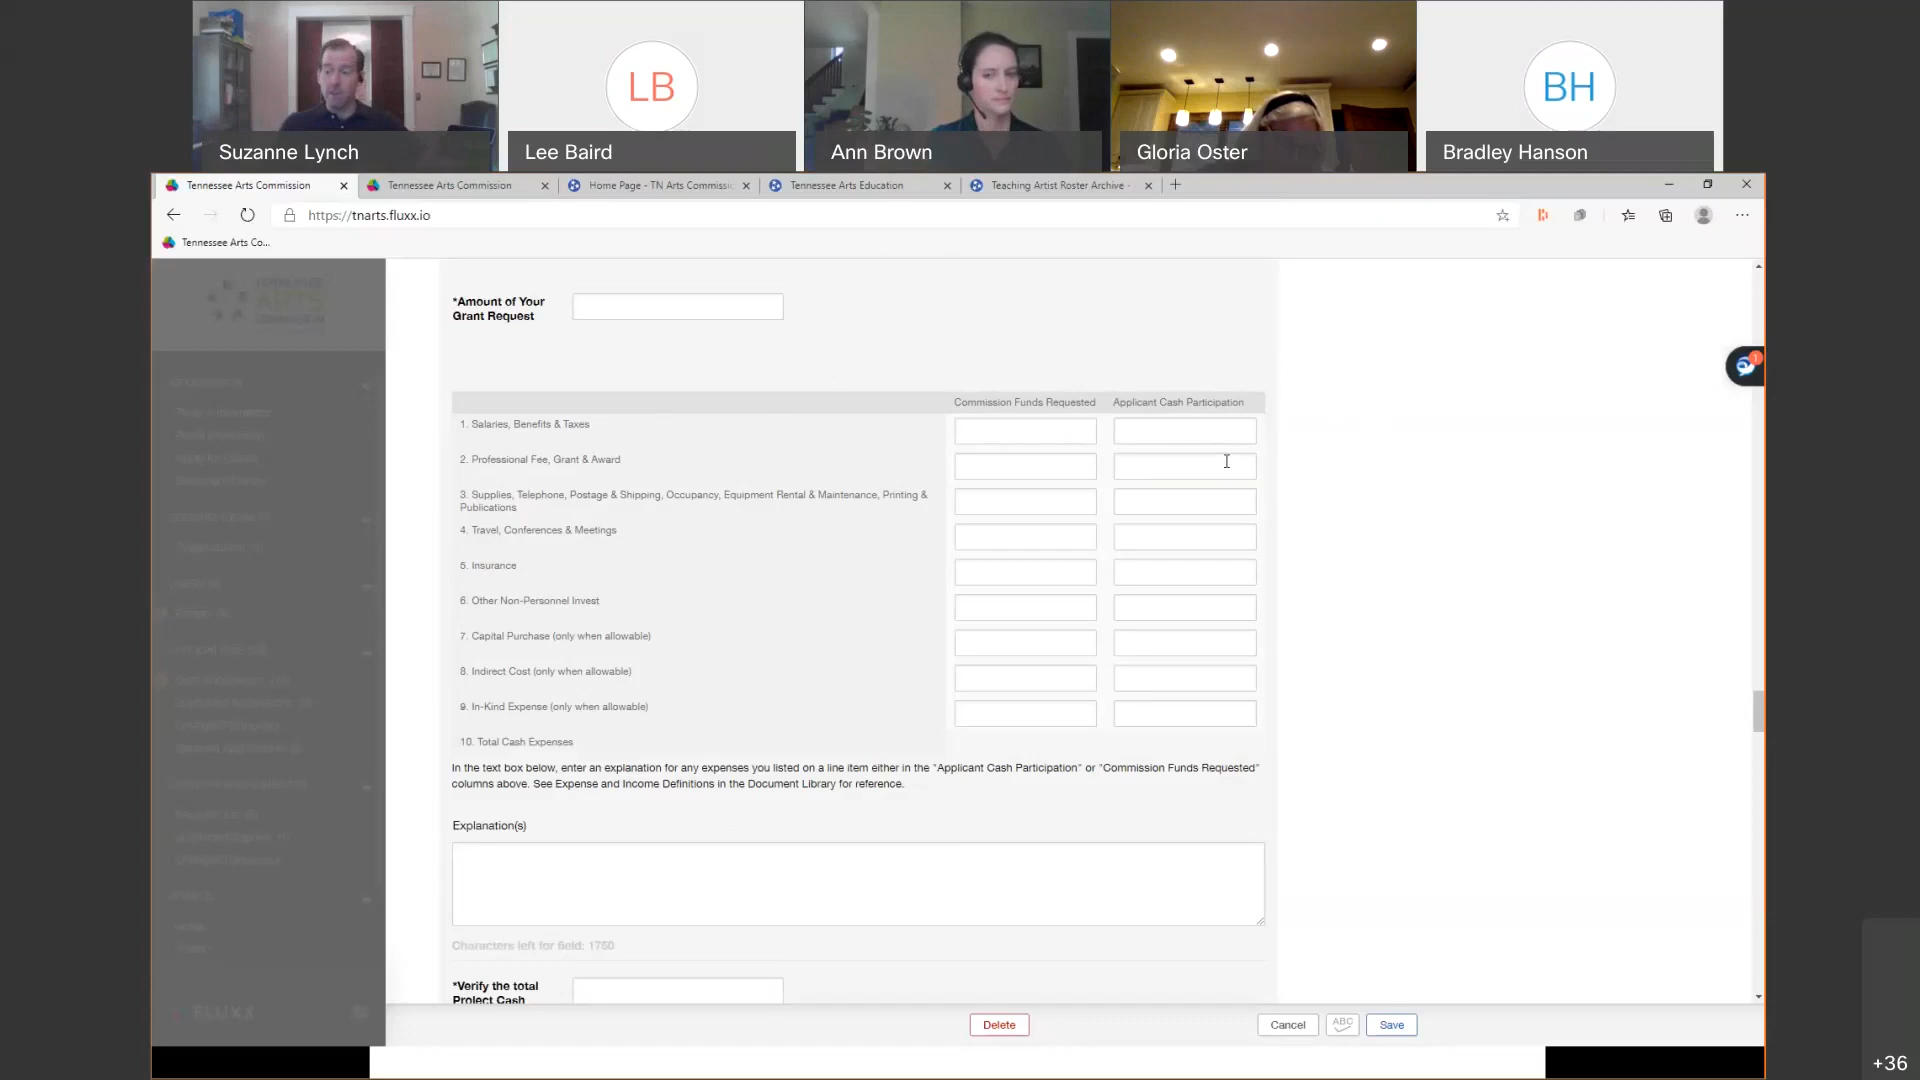 LB
BH
Suzanne Lynch
Lee Baird
Ann Brown
Gloria Oster
Bradley Hanson
Tennessee Arts Commission
Tennessee Arts Commission
Home Page - TN Arts Commissi
Tennessee Arts Education
Teaching Artist Roster Archive -
https://tnarts.fluxx.io
Tennessee Arts Co...
*Amount of Your
Grant Request
Commission Funds Requested Applicant Cash Participation
1. Salaries, Benefits & Taxes
2. Professional Fee, Grant & Award
3. Supplies, Telephone, Postage & Shipping, Occupancy, Equipment Rental & Maintenance, Printing &
Publications
4. Travel, Conferences & Meetings
5. Insurance
6. Other Non-Personnel Invest
7. Capital Purchase (only when allowable)
8. Indirect Cost (only when allowable)
9. In-Kind Expense (only when allowable)
10. Total Cash Expenses
In the text box below, enter an explanation for any expenses you listed on a line item either in the "Applicant Cash Participation" or "Commission Funds Requested"
columns above. See Expense and Income Definitions in the Document Library for reference.
Explanation(s)
Characters left for field: 1750
*Verify the total
Project Cash
FLUXX
Delete
Cancel
ABC
Save
1
+36